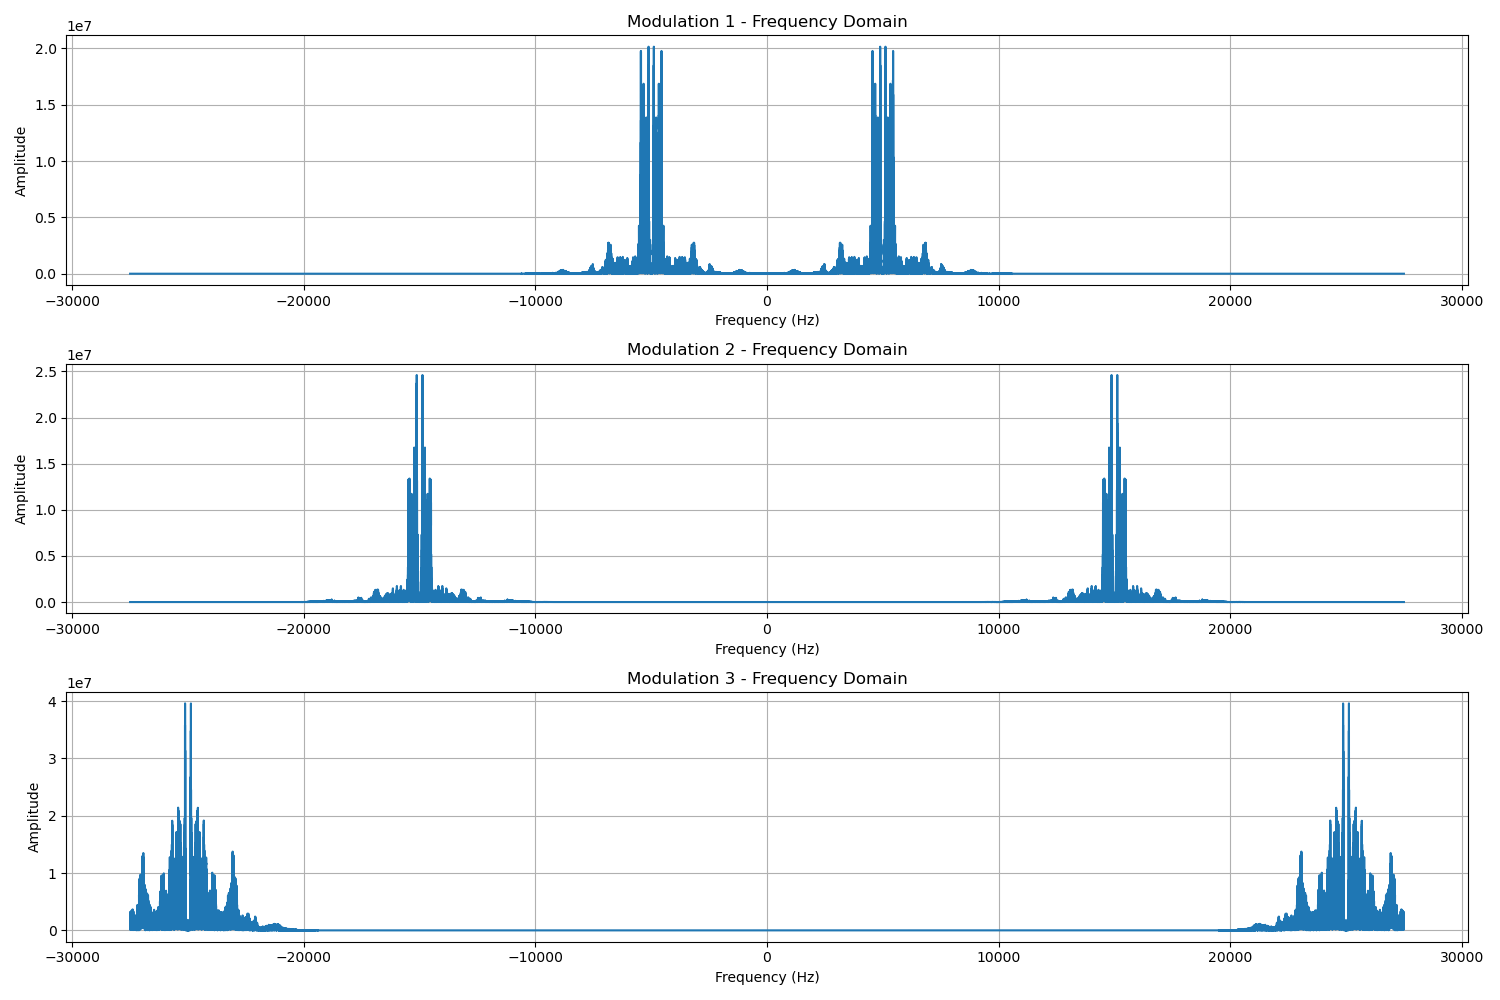 Modulation 1 - Frequency Domain
1e7
2.0
1.5
1.0
0.5
0.0
Amplitude
−30000 −20000 −10000 0 10000 20000 30000
Frequency (Hz)
Modulation 2 - Frequency Domain
1e7
2.5
2.0
1.5
1.0
0.5
0.0
Amplitude
−30000 −20000 −10000 0 10000 20000 30000
Frequency (Hz)
Modulation 3 - Frequency Domain
1e7
4
3
2
1
0
Amplitude
−30000 −20000 −10000 0 10000 20000 30000
Frequency (Hz)